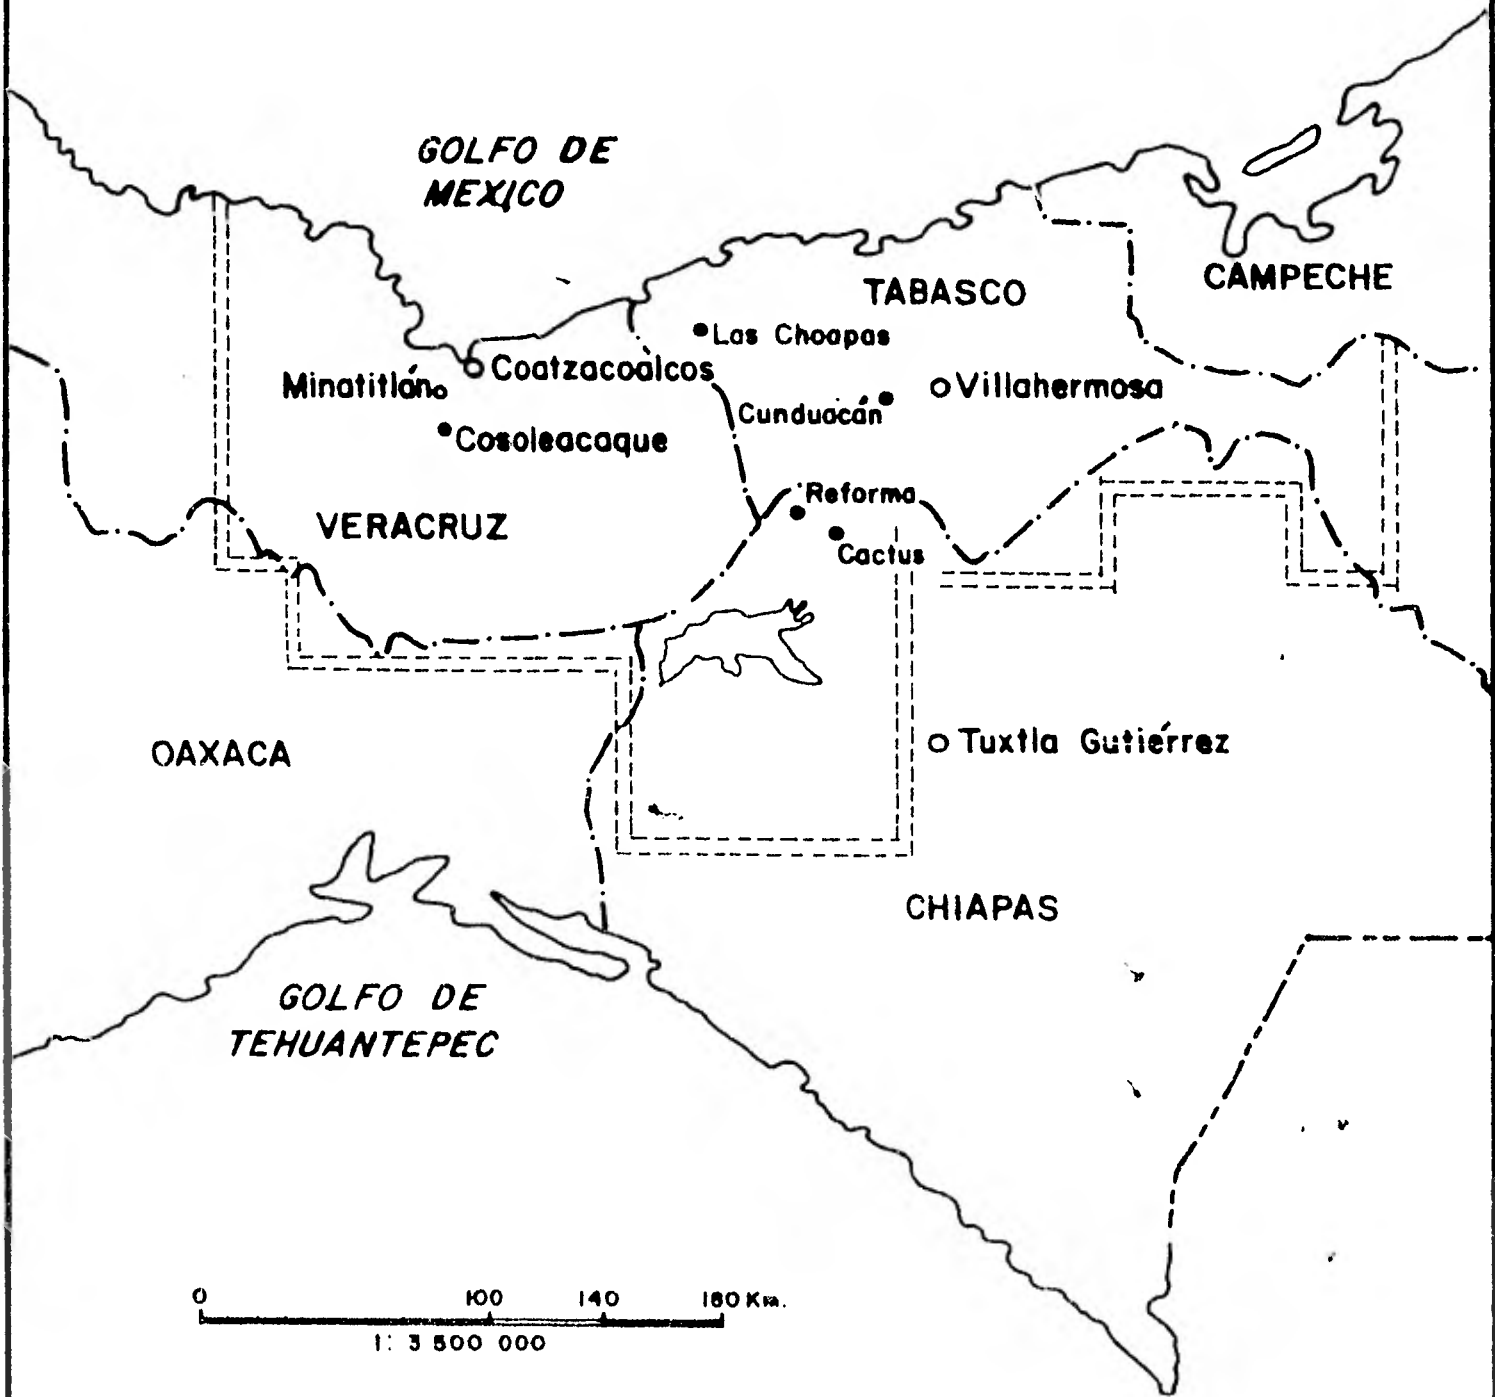 GOLFO DE
MEXICO
TABASCO
CAMPECHE
Las Choapas
Coatzacoalcos
Minatitlán
Villahermosa
Cunduacán
Cosoleacaque
Reforma
VERACRUZ
Cactus
OAXACA
Tuxtla Gutiérrez
CHIAPAS
GOLFO DE
TEHUANTEPEC
0 100 140 180 Km.
1: 3 500 000